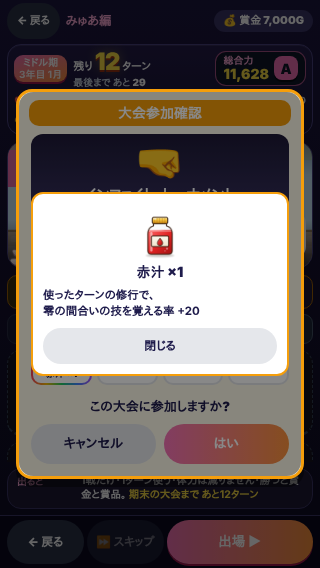 ← 戻る
みゅあ編
賞金 7,000G
ミドル期
3年目 1月
残り 12 ターン
最後まで あと 29
総合力
11,628
A
大会参加確認
赤汁 ×1
使ったターンの修行で、
零の間合いの技を覚える率 +20
閉じる
この大会に参加しますか?
キャンセル
はい
金と賞品。期末の大会まで あと12ターン
← 戻る
スキップ
出場 ▶